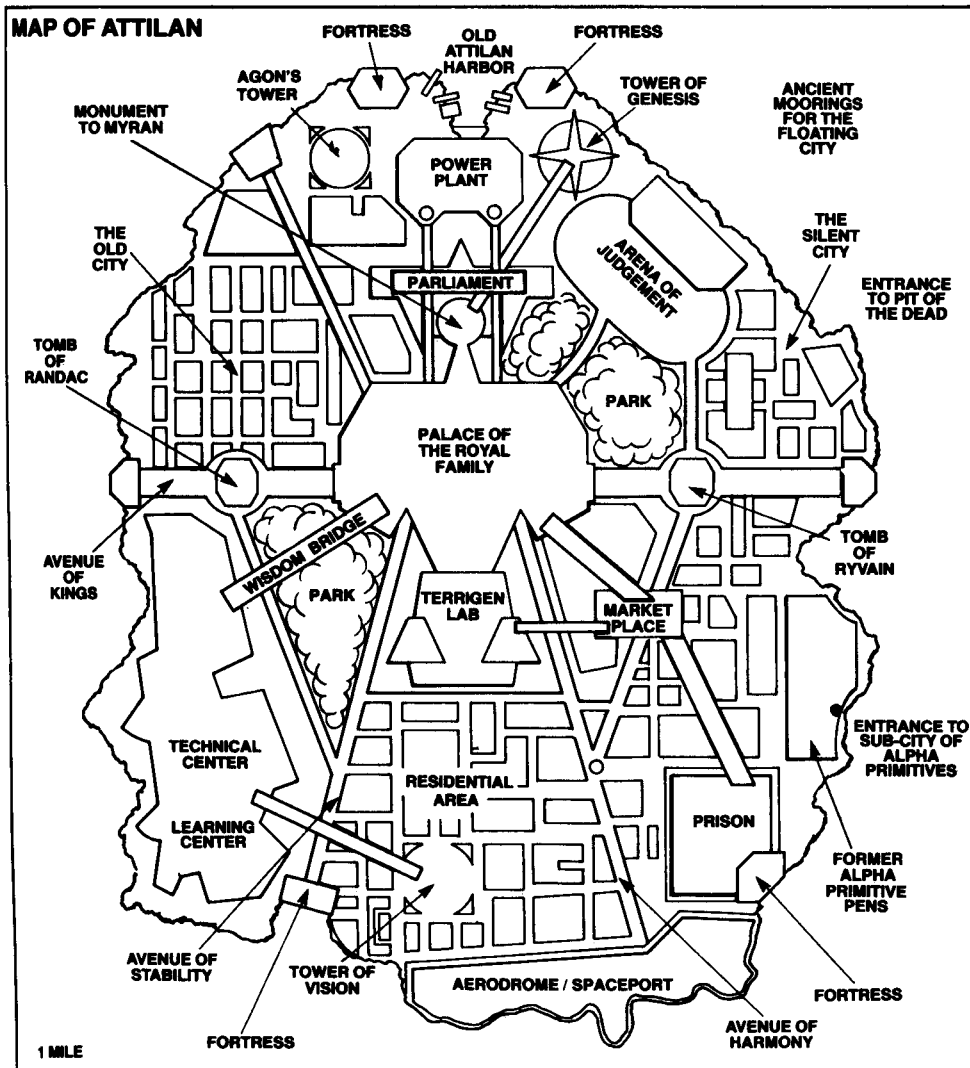 MAP OF ATTILAN
FORTRESS
OLD
ATTILAN
HARBOR
FORTRESS
AGON'S
TOWER
TOWER OF
GENESIS
ANCIENT
MOORINGS
FOR THE
FLOATING
CITY
MONUMENT
TO MYRAN
POWER
PLANT
THE
OLD
CITY
PARLIAMENT
ARENA OF
JUDGEMENT
THE
SILENT
CITY
ENTRANCE
TO PIT OF
THE DEAD
TOMB
OF
RANDAC
PARK
PALACE OF
THE ROYAL
FAMILY
AVENUE
OF
KINGS
WISDOM BRIDGE
PARK
TERRIGEN
LAB
MARKET
PLACE
TOMB
OF
RYVAIN
TECHNICAL
CENTER
LEARNING
CENTER
RESIDENTIAL
AREA
PRISON
ENTRANCE TO
SUB-CITY OF
ALPHA
PRIMITIVES
FORMER
ALPHA
PRIMITIVE
PENS
AVENUE OF
STABILITY
TOWER OF
VISION
AERODROME / SPACEPORT
FORTRESS
FORTRESS
AVENUE OF
HARMONY
1 MILE